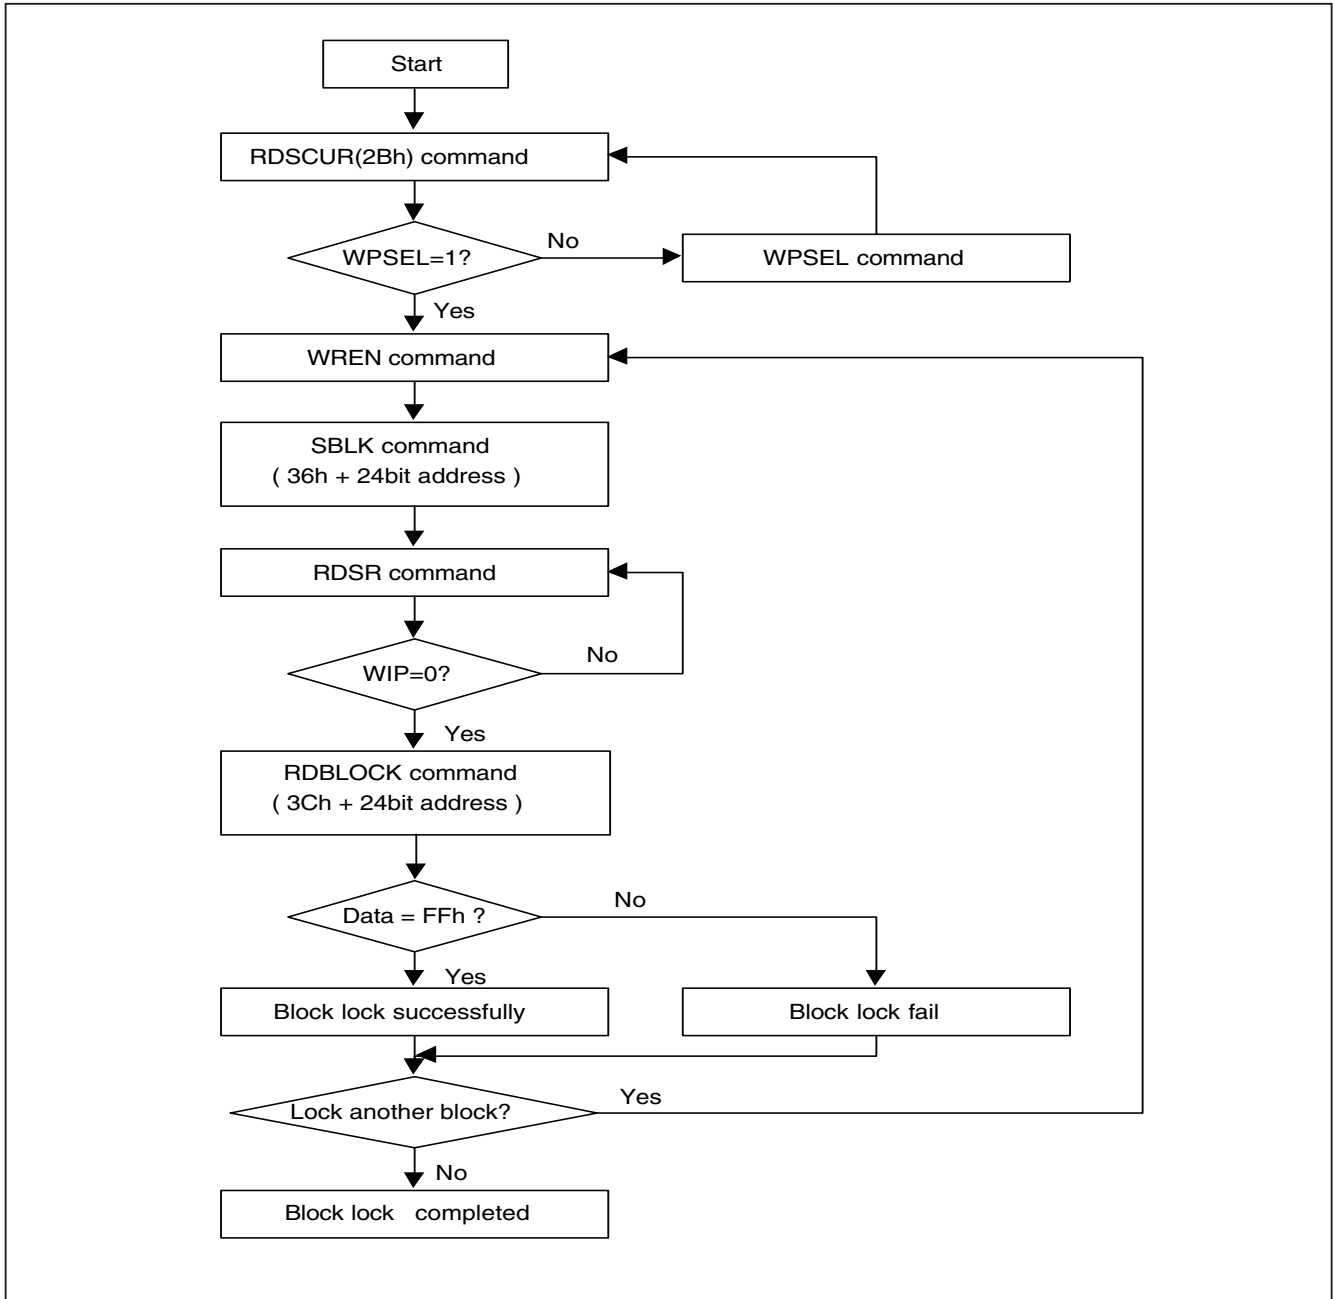 Start
RDSCUR(2Bh) command
WPSEL=1?
No
WPSEL command
Yes
WREN command
SBLK command
( 36h + 24bit address )
RDSR command
WIP=0?
No
Yes
RDBLOCK command
( 3Ch + 24bit address )
Data = FFh ?
No
Yes
Block lock successfully
Block lock fail
Lock another block?
Yes
No
Block lock completed